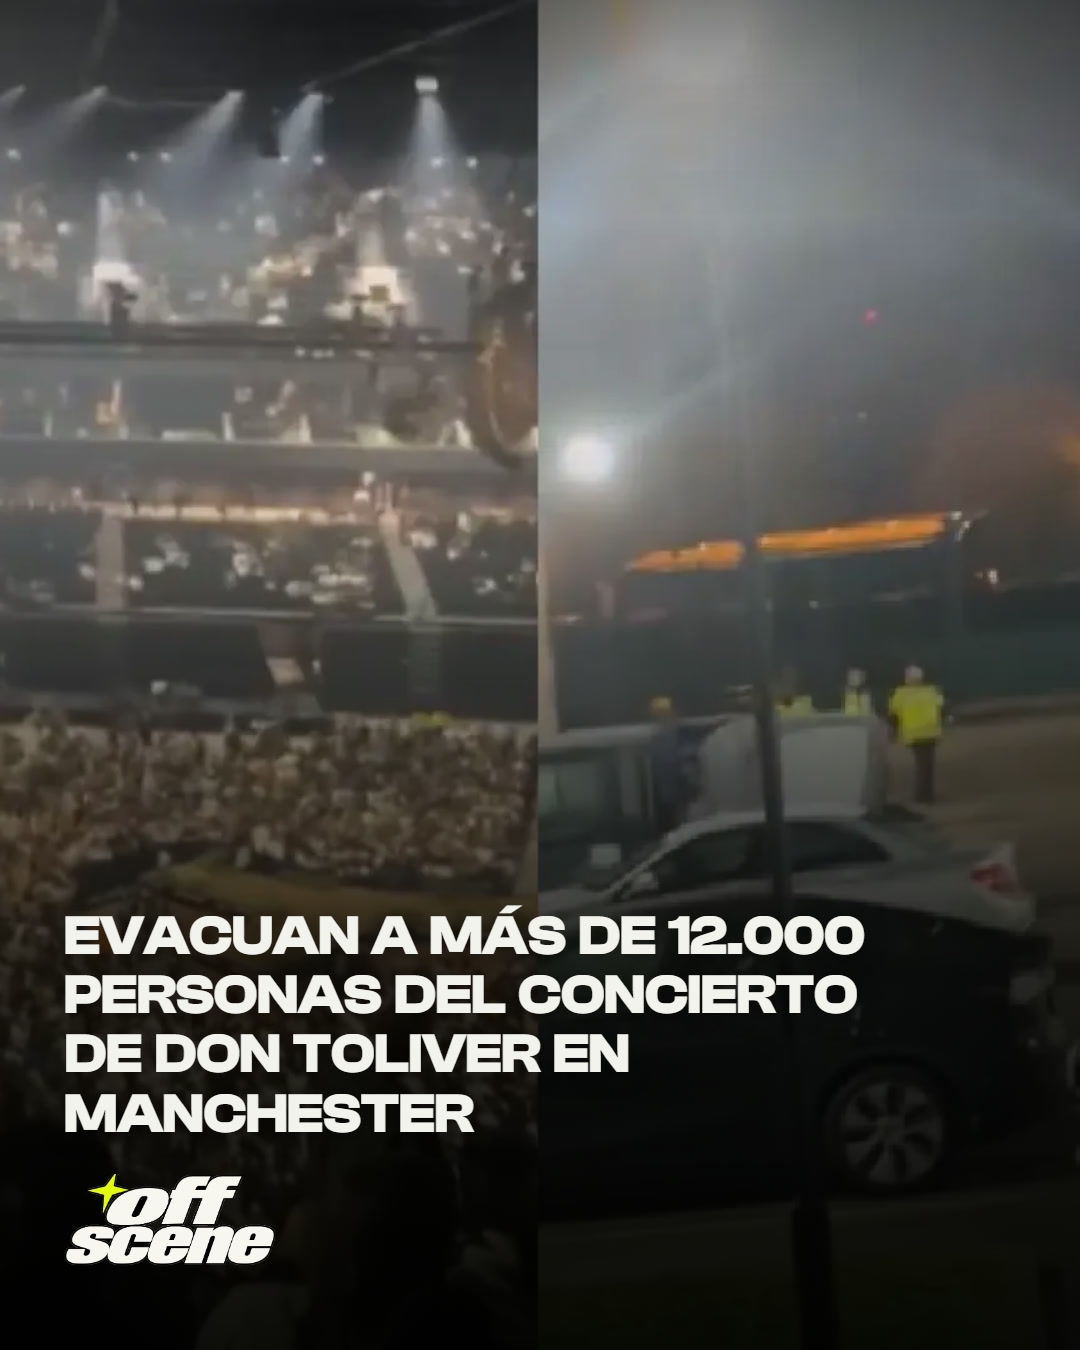 EVACUAN A MÁS DE 12.000
PERSONAS DEL CONCIERTO
DE DON TOLIVER EN
MANCHESTER
off
scene